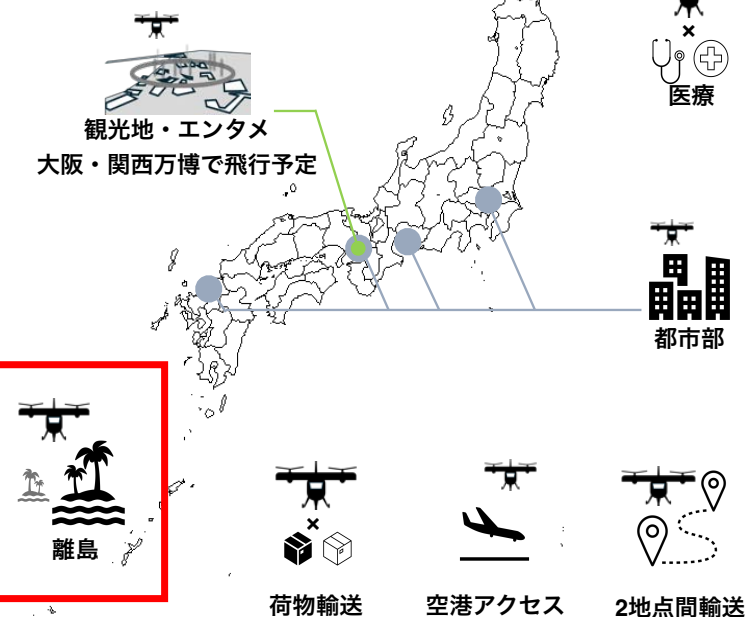 医療
観光地・エンタメ
大阪・関西万博で飛行予定
都市部
離島
荷物輸送
空港アクセス
2地点間輸送